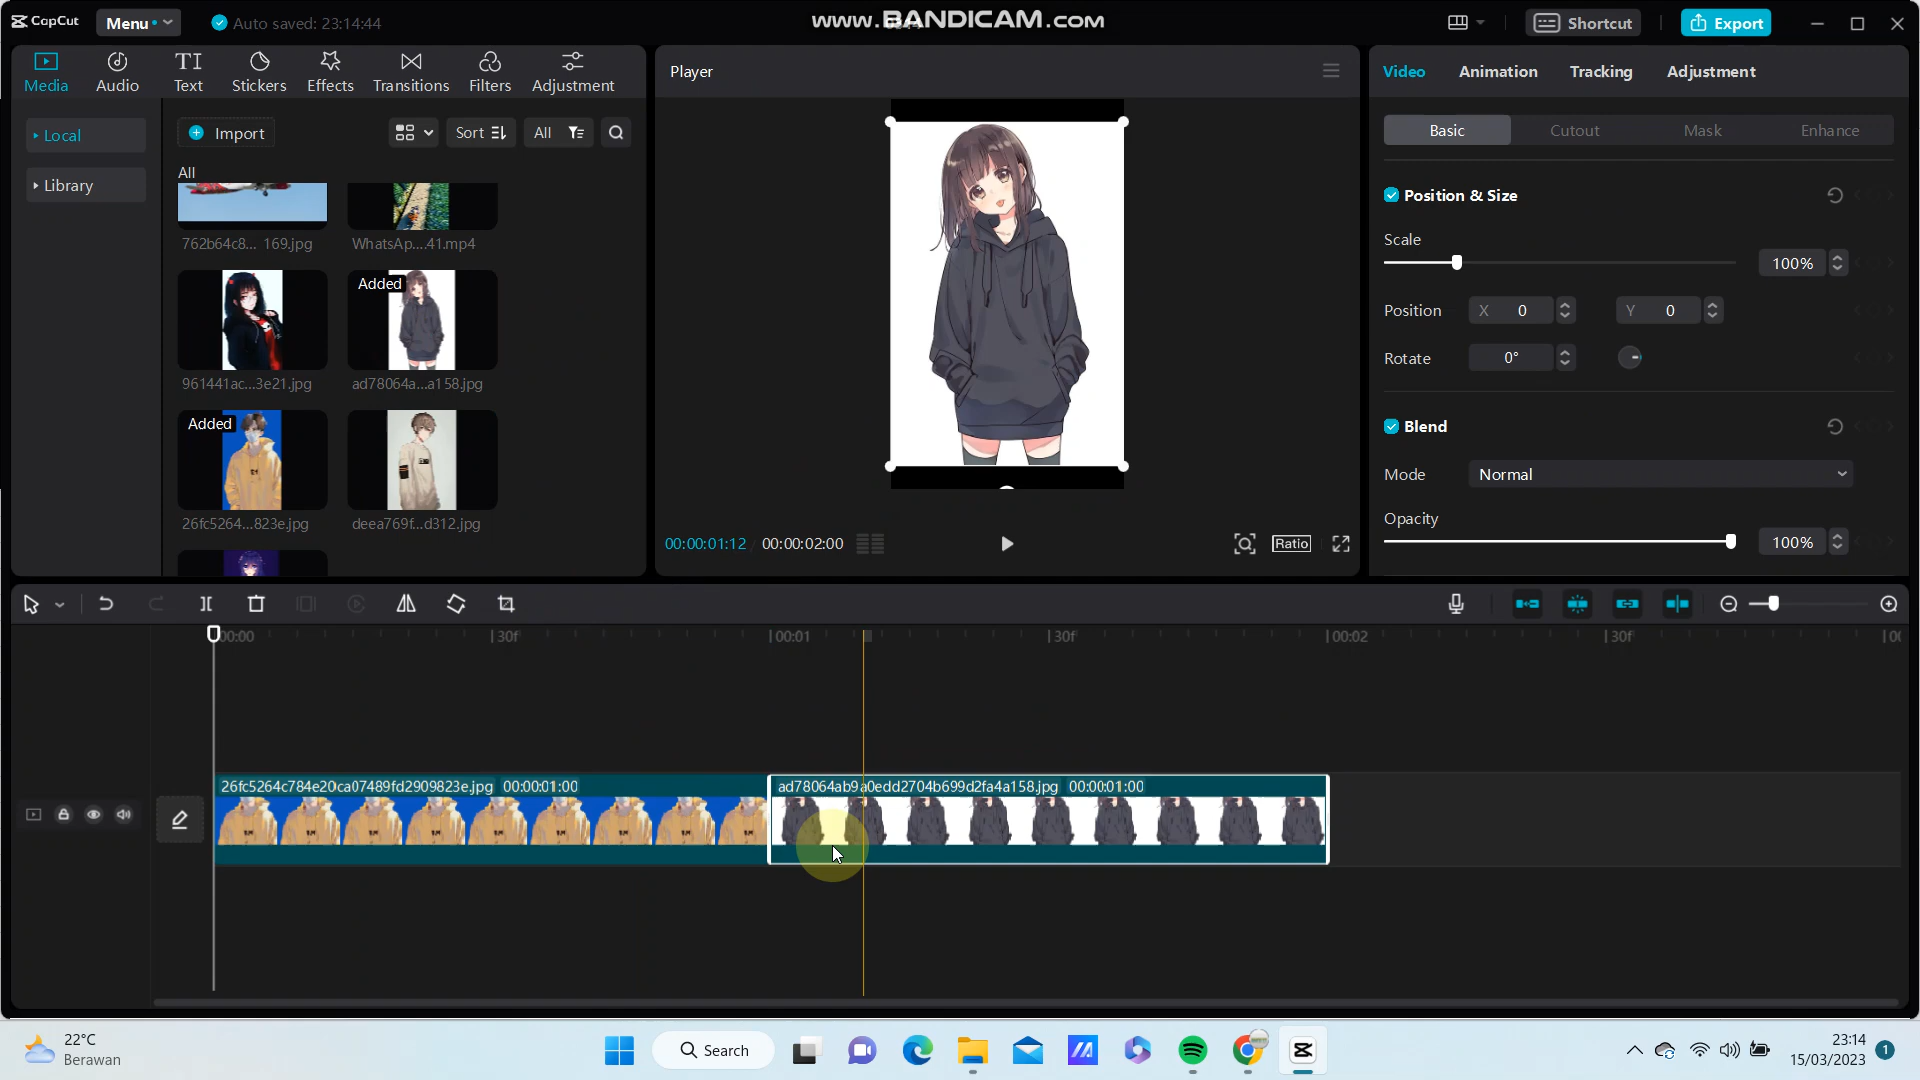 CapCut
Menu
Auto saved: 23:14:44
www.BANDICAM.com
Shortcut
Export
Media
Audio
Text
Stickers
Effects
Transitions
Filters
Adjustment
Player
Video
Animation
Tracking
Adjustment
Local
Library
Import
Sort
All
All
762b64c8... 169.jpg
WhatsAp....41.mp4
Added
961441ac...3e21.jpg
ad78064a...a158.jpg
Added
26fc5264...823e.jpg
deea769f...d312.jpg
00:00:01:12
00:00:02:00
Ratio
Basic
Cutout
Mask
Enhance
Position & Size
Scale
100%
Position
X 0
Y 0
Rotate
0°
Blend
Mode
Normal
Opacity
100%
00:00
30f
00:01
30f
00:02
30f
26fc5264c784e20ca07489fd2909823e.jpg 00:00:01:00
ad78064ab9a0edd2704b699d2fa4a158.jpg 00:00:01:00
22°C
Berawan
Search
23:14
15/03/2023
1